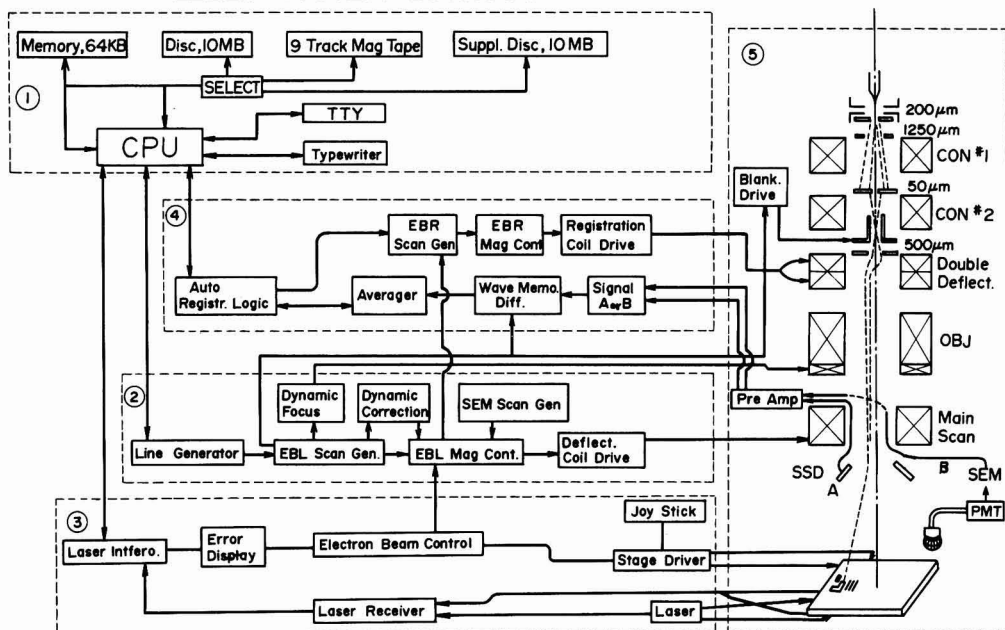 ①
Memory,64KB
Disc,10MB
9 Track Mag Tape
Suppl. Disc, 10MB
SELECT
CPU
TTY
Typewriter
④
EBR
Scan Gen
EBR
Mag Cont
Registration
Coil Drive
Auto
Registr. Logic
Averager
Wave Memo.
Diff.
Signal
A or B
②
Dynamic
Focus
Dynamic
Correction
SEM Scan Gen
Line Generator
EBL Scan Gen.
EBL Mag Cont.
Deflect.
Coil Drive
③
Laser Intfero.
Error
Display
Electron Beam Control
Joy Stick
Stage Driver
Laser Receiver
Laser
⑤
200μm
1250μm
CON #1
Blank.
Drive
50μm
CON #2
500μm
Double
Deflect.
OBJ
Pre Amp
Main
Scan
SSD
A
B
SEM
PMT